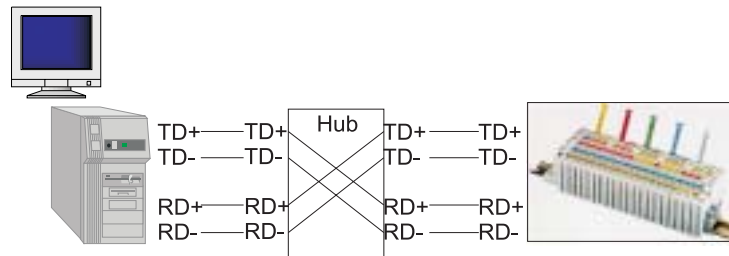 Hub
TD+ TD+ TD+ TD+
TD- TD- TD- TD-
RD+ RD+ RD+ RD+
RD- RD- RD- RD-